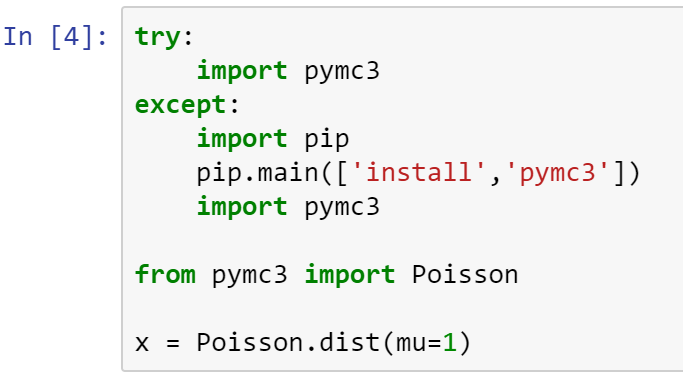 In [4]: try:
    import pymc3
except:
    import pip
    pip.main(['install','pymc3'])
    import pymc3

from pymc3 import Poisson

x = Poisson.dist(mu=1)